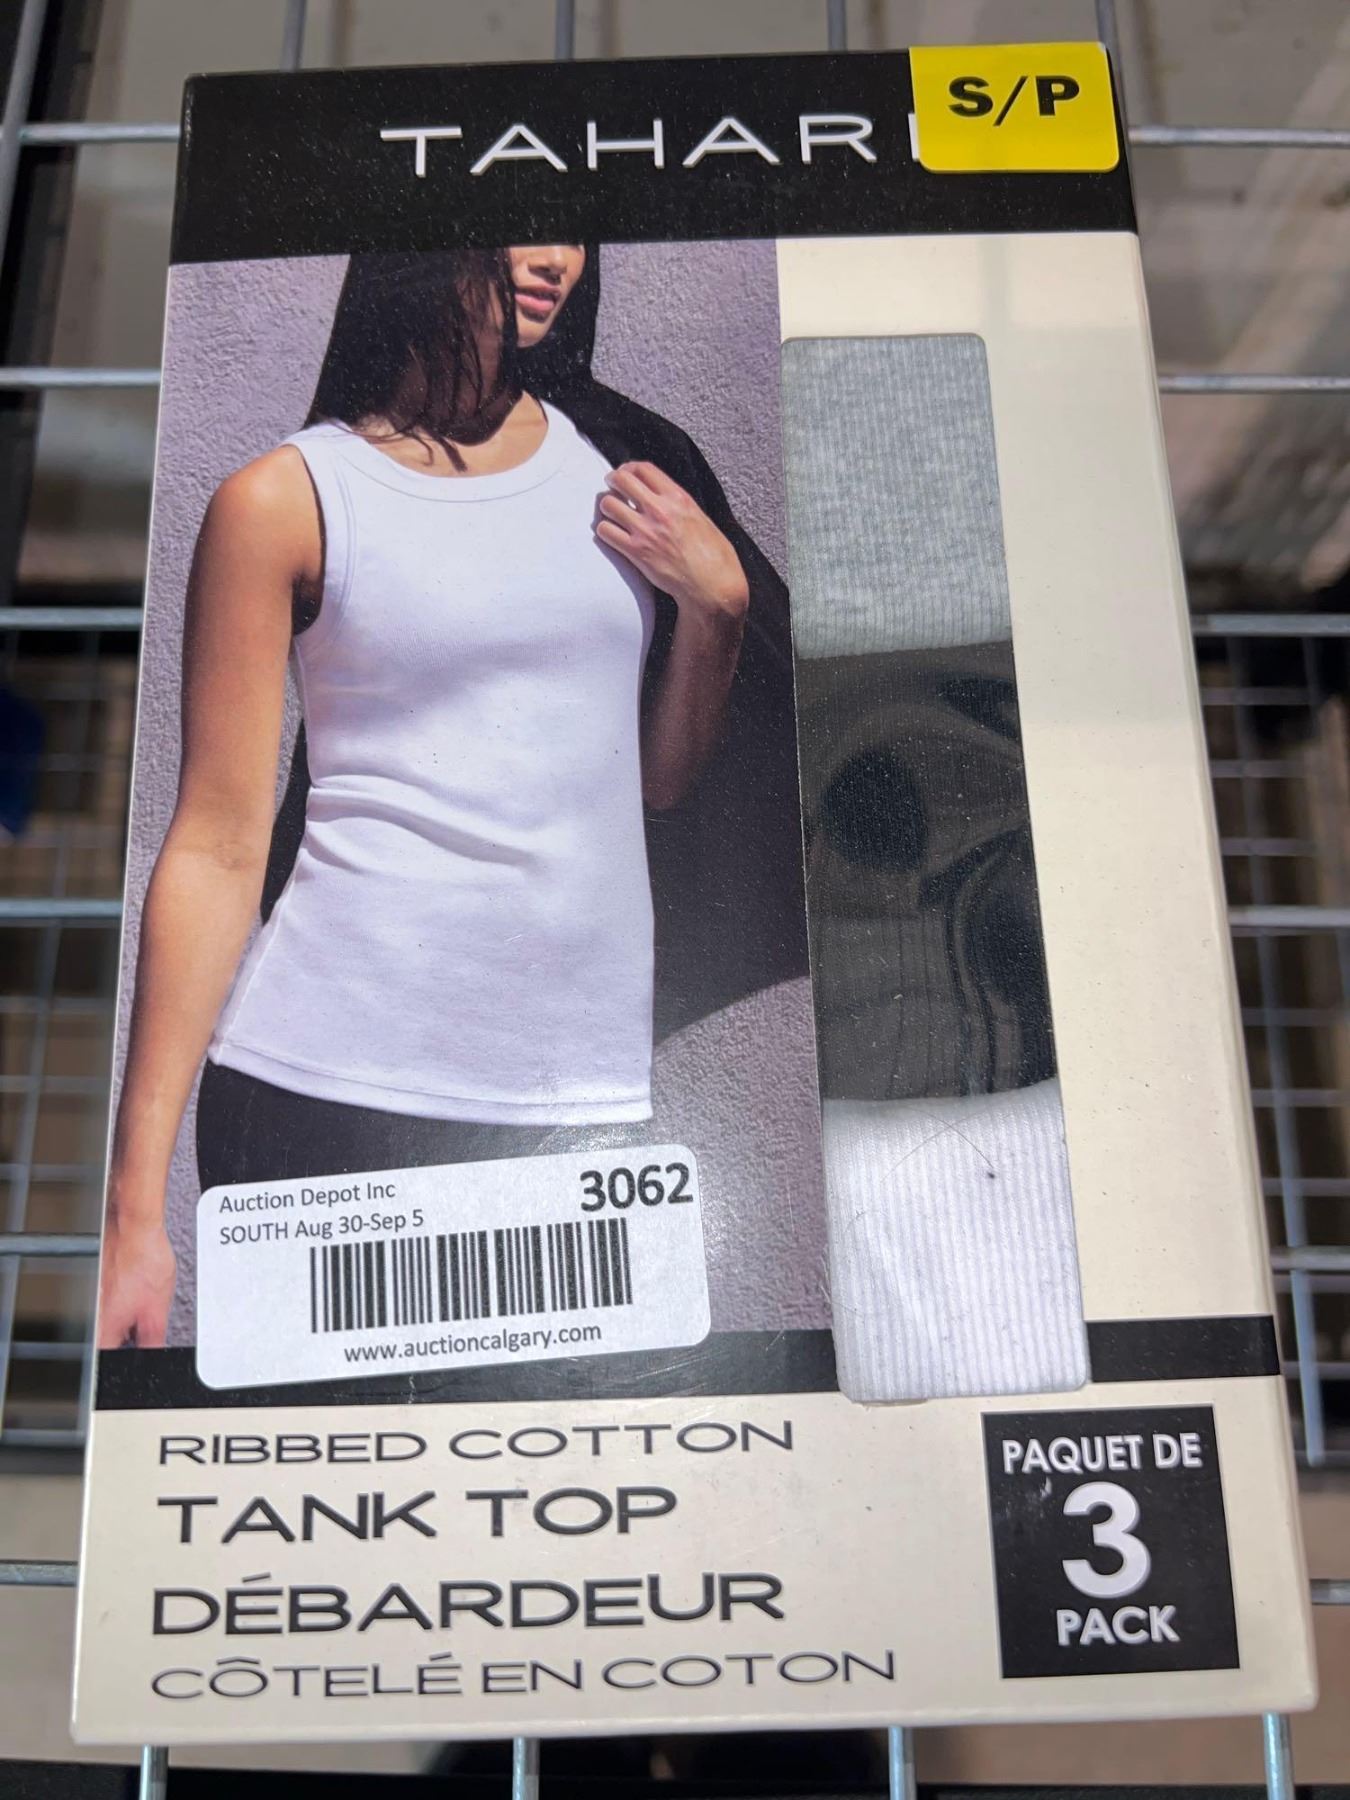 TAHARI
S/P
Auction Depot Inc
3062
SOUTH Aug 30-Sep 5
www.auctioncalgary.com
RIBBED COTTON
TANK TOP
DÉBARDEUR
CÔTELÉ EN COTON
PAQUET DE
3
PACK